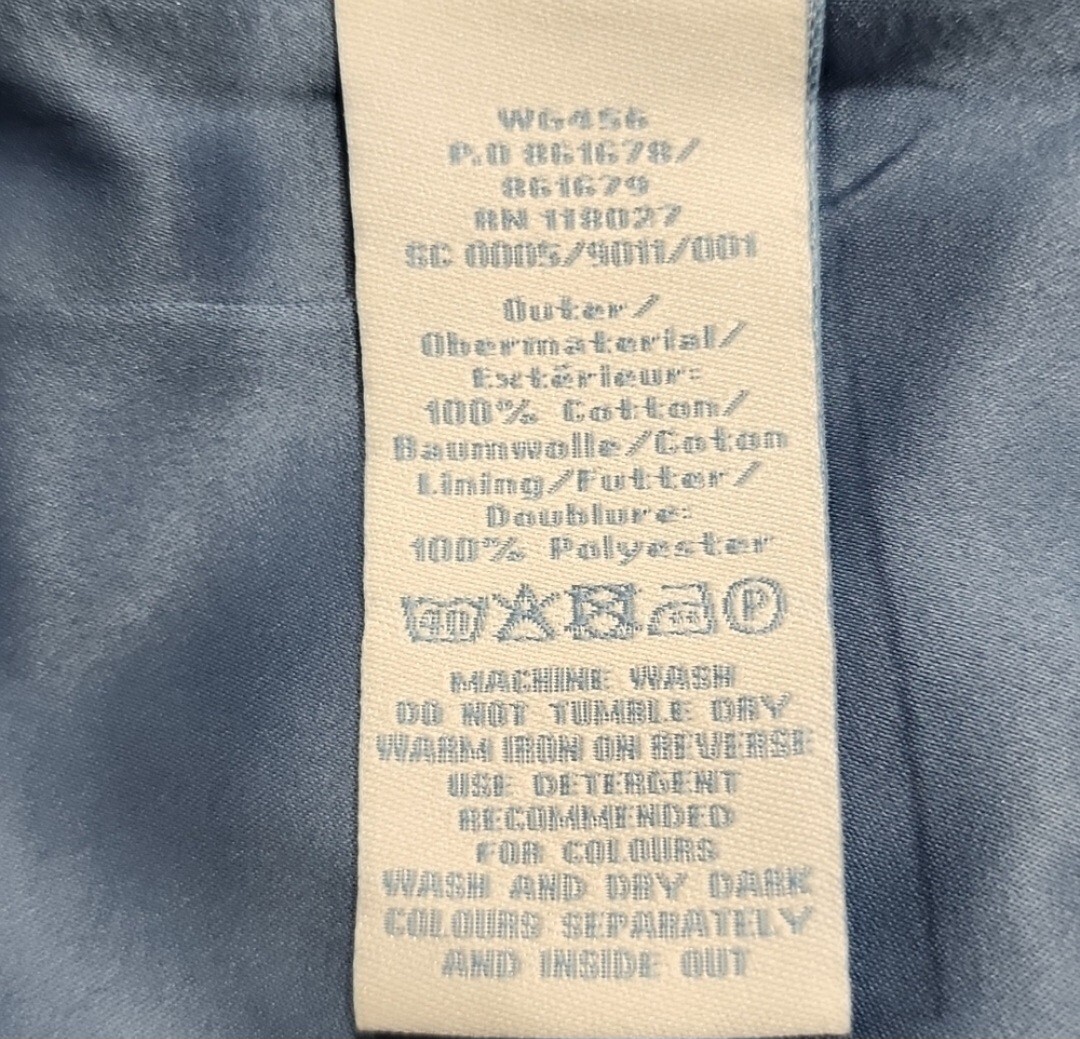 WG456
P.O 861678/
861679
RN 118027
SC 0005/9011/001
Outer/
Obermaterial/
Extérieur:
100% Cotton/
Baumwolle/Coton
Lining/Futter/
Doublure:
100% Polyester
40 P
MACHINE WASH
DO NOT TUMBLE DRY
WARM IRON ON REVERSE
USE DETERGENT
RECOMMENDED
FOR COLOURS
WASH AND DRY DARK
COLOURS SEPARATELY
AND INSIDE OUT